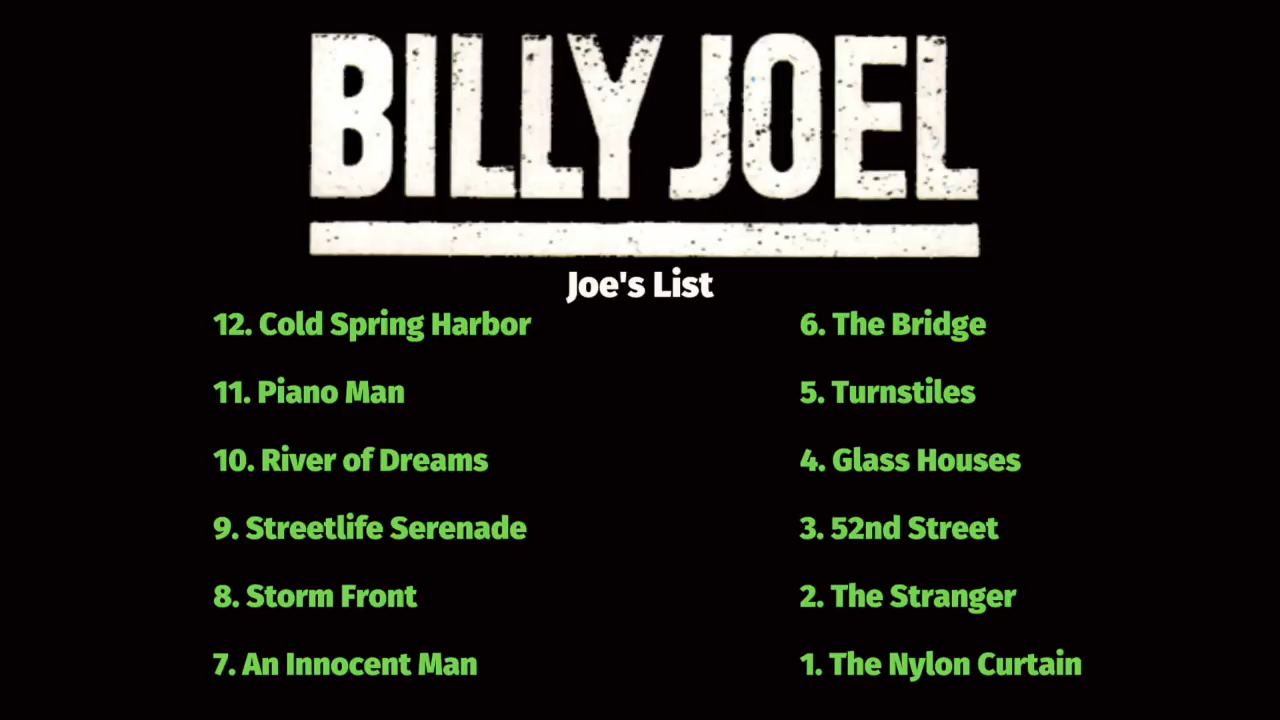 BILLY JOEL
Joe's List
12. Cold Spring Harbor
11. Piano Man
10. River of Dreams
9. Streetlife Serenade
8. Storm Front
7. An Innocent Man
6. The Bridge
5. Turnstiles
4. Glass Houses
3. 52nd Street
2. The Stranger
1. The Nylon Curtain